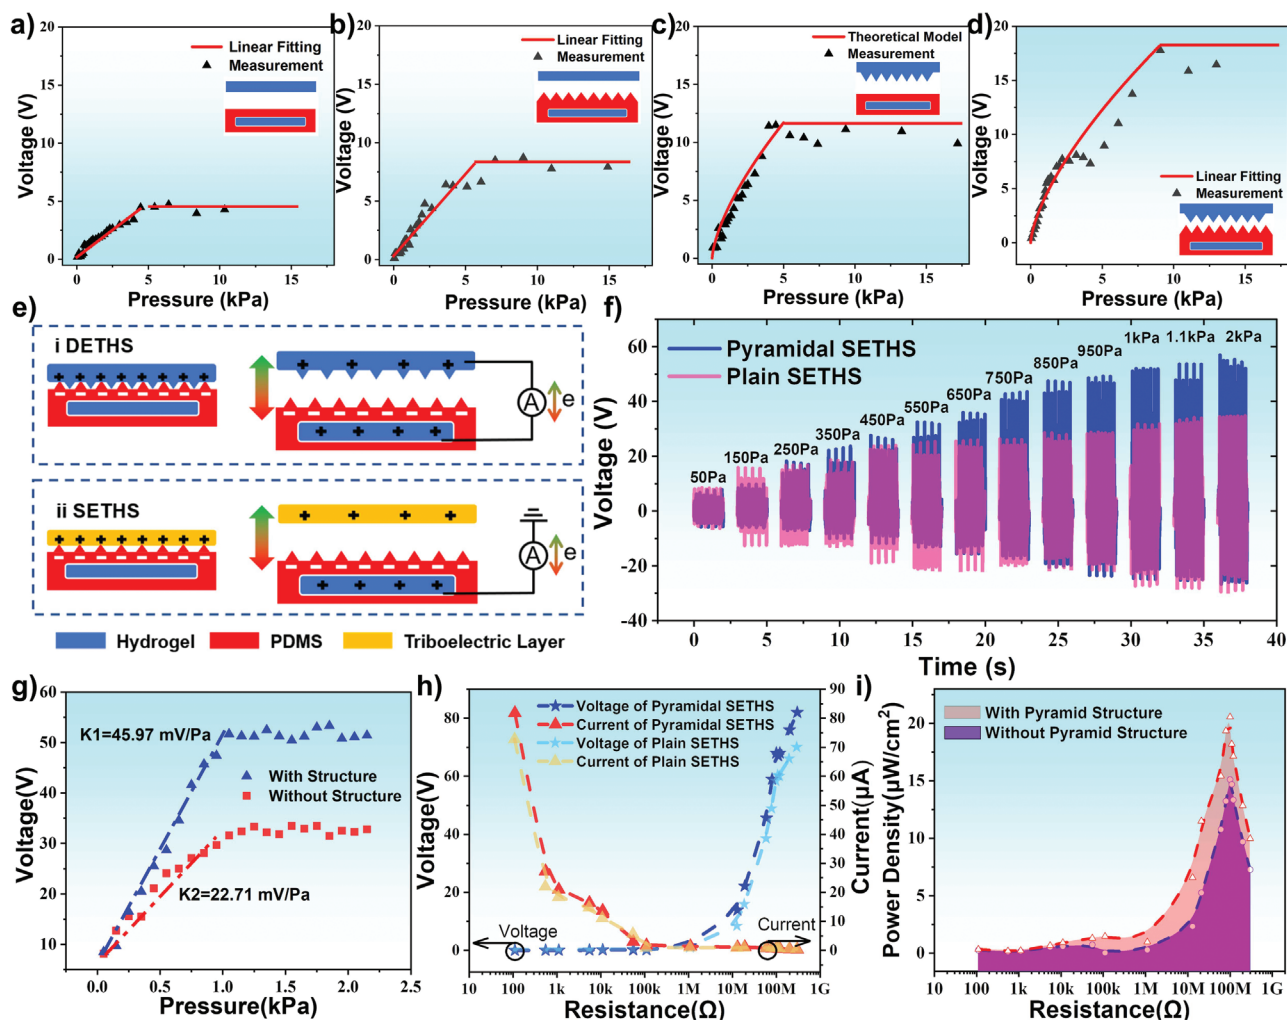 a)
20
15
10
5
0
Voltage (V)
Linear Fitting
Measurement
0 5 10 15
Pressure (kPa)
b)
20
15
10
5
0
Voltage (V)
Linear Fitting
Measurement
0 5 10 15
Pressure (kPa)
c)
20
15
10
5
0
Voltage (V)
Theoretical Model
Measurement
0 5 10 15
Pressure (kPa)
d)
20
15
10
5
0
Voltage (V)
Linear Fitting
Measurement
0 5 10 15
Pressure (kPa)
e)
i DETHS
A
e
ii SETHS
A
e
Hydrogel
PDMS
Triboelectric Layer
f)
60
40
20
0
-20
-40
Voltage (V)
Pyramidal SETHS
Plain SETHS
50Pa
150Pa
250Pa
350Pa
450Pa
550Pa
650Pa
750Pa
850Pa
950Pa
1kPa
1.1kPa
2kPa
0 5 10 15 20 25 30 35 40
Time (s)
g)
60
50
40
30
20
10
Voltage(V)
K1=45.97 mV/Pa
With Structure
Without Structure
K2=22.71 mV/Pa
0.0 0.5 1.0 1.5 2.0 2.5
Pressure(kPa)
h)
80
60
40
20
0
Voltage(V)
Voltage of Pyramidal SETHS
Current of Pyramidal SETHS
Voltage of Plain SETHS
Current of Plain SETHS
Voltage
Current
90
80
70
60
50
40
30
20
10
0
-10
Current(μA)
10 100 1k 10k 100k 1M 10M 100M 1G
Resistance(Ω)
i)
20
15
10
5
0
Power Density(μW/cm²)
With Pyramid Structure
Without Pyramid Structure
10 1k 100k 10M 100M 1G
Resistance(Ω)